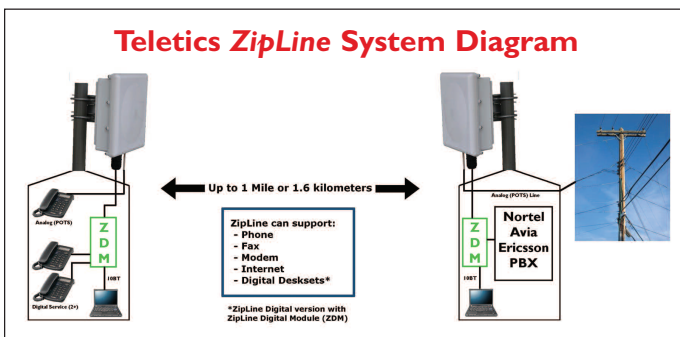 Teletics ZipLine System Diagram
Up to 1 Mile or 1.6 kilometers
Analog (POTS)
Z
D
M
10BT
Digital Service (2+)
ZipLine can support:
- Phone
- Fax
- Modem
- Internet
- Digital Desksets*
*ZipLine Digital version with
ZipLine Digital Module (ZDM)
Analog (POTS) Line
Z
D
M
10BT
Nortel
Avia
Ericsson
PBX